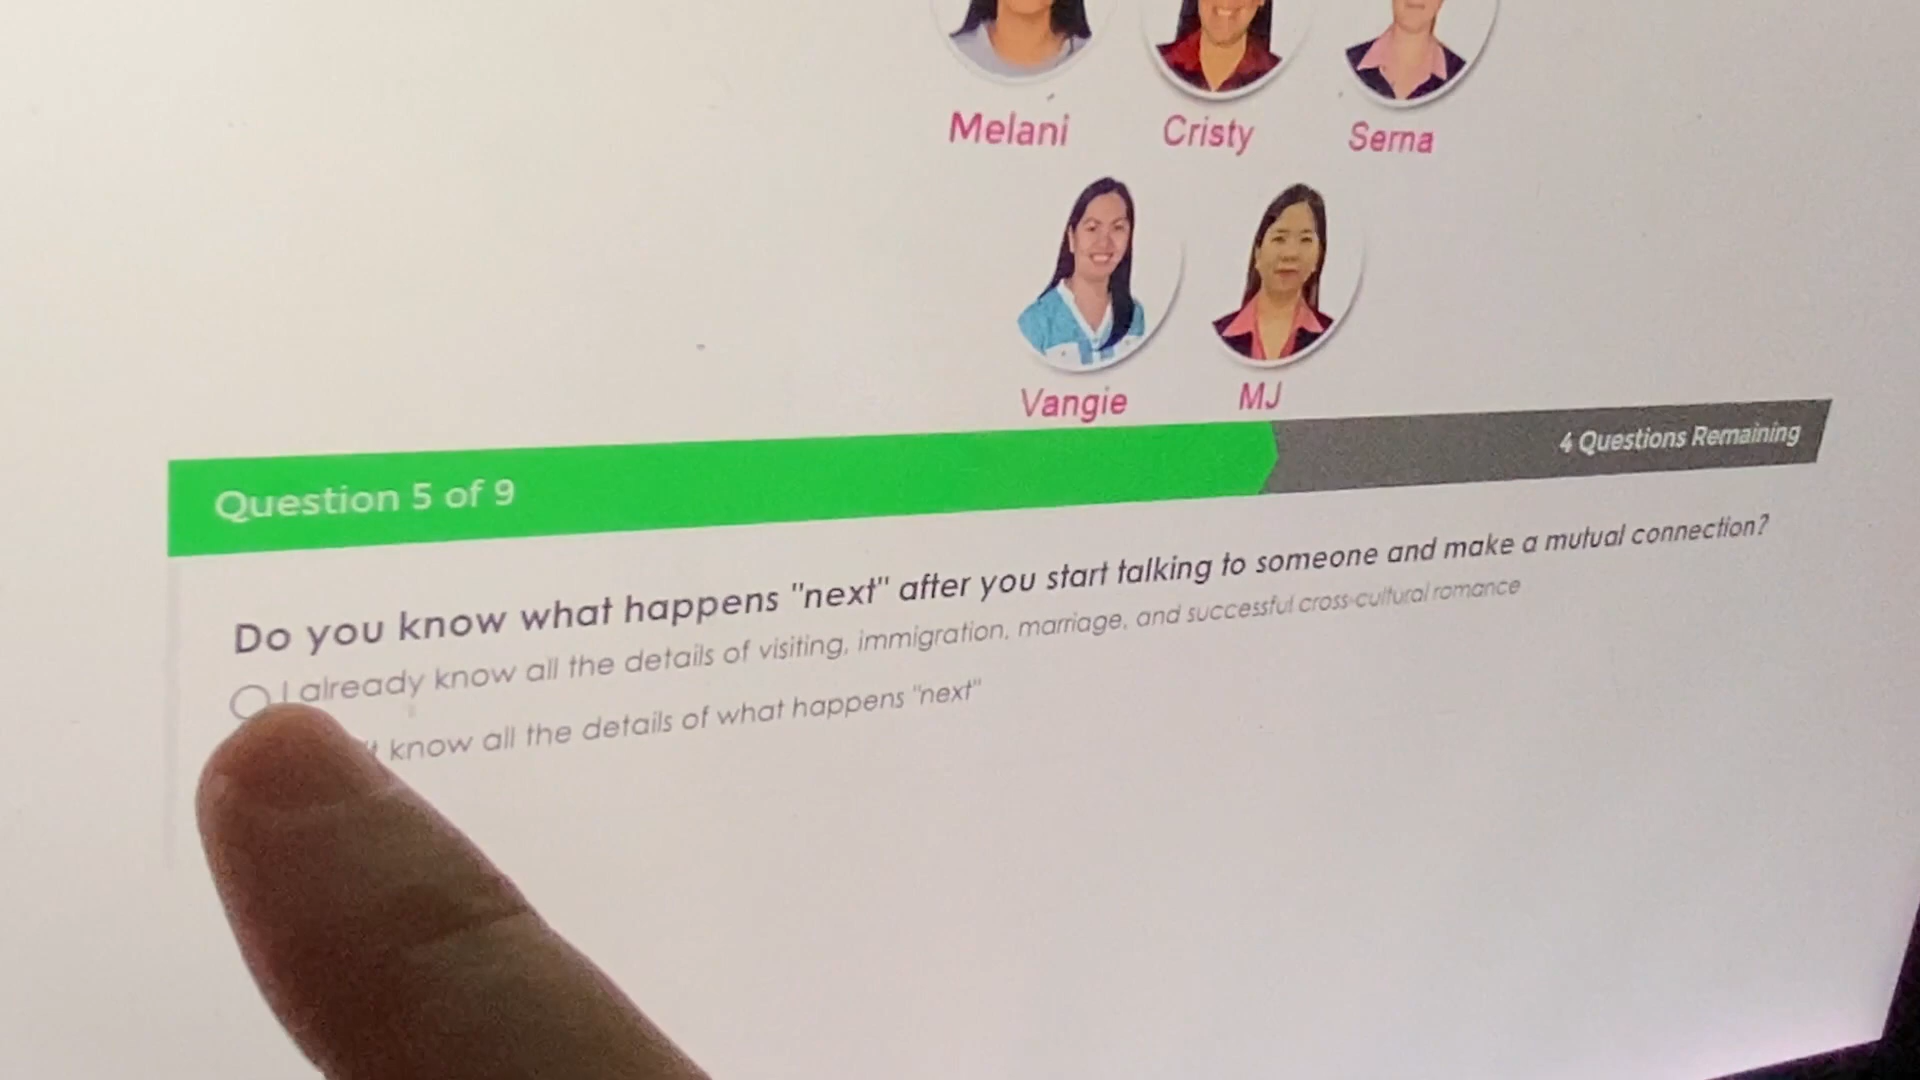 Melani Cristy Serna
Vangie MJ
Question 5 of 9
4 Questions Remaining
Do you know what happens "next" after you start talking to someone and make a mutual connection?
I already know all the details of visiting, immigration, marriage, and successful cross-cultural romance
know all the details of what happens "next"